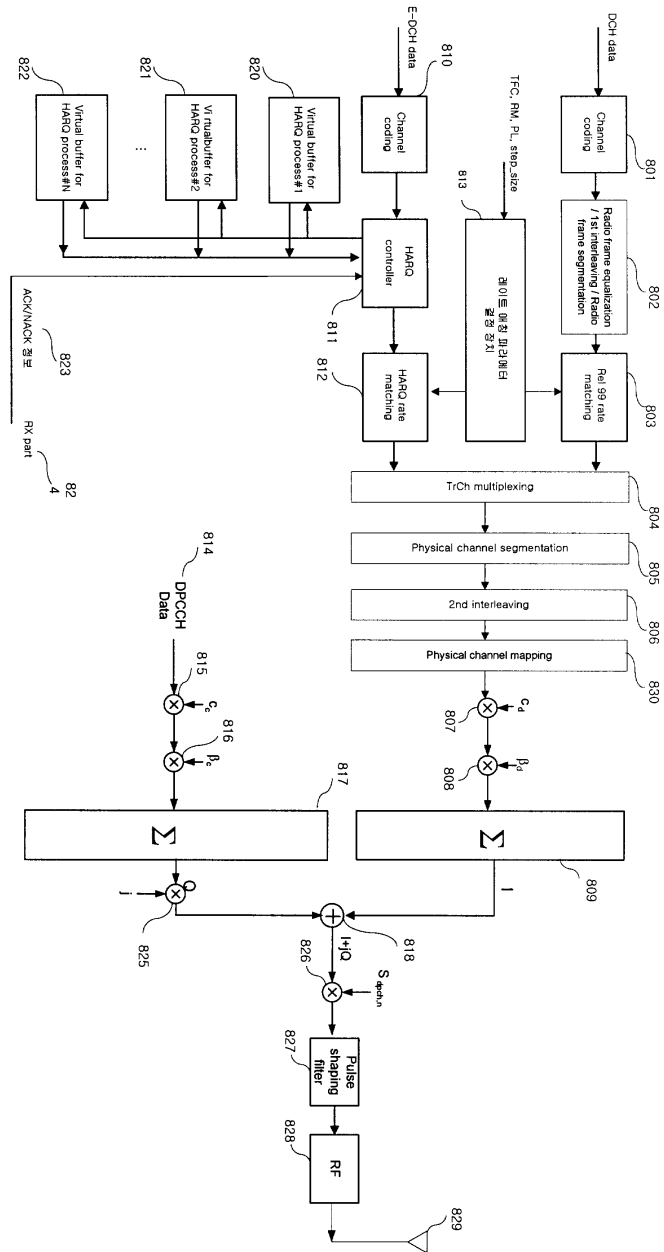 DCH data
801
Channel coding
802
Radio frame equalization
/ 1st interleaving / Radio
frame segmentation
803
Rel 99 rate
matching
TFC, RM, PL, step_size
813
레이트 매칭 파라메터
결정 장치
E-DCH data
810
Channel
coding
HARQ
controller
811
HARQ rate
matching
812
Virtual buffer for
HARQ process#1
820
Vi rtualbuffer for
HARQ process#2
821
...
Virtual buffer for
HARQ process#N
822
ACK/NACK 정보
823
RX part
82
4
TrCh multiplexing
804
Physical channel segmentation
805
2nd interleaving
806
Physical channel mapping
830
Cd
807
βd
808
Σ
809
I
814
DPCCH
Data
815
Cc
816
βc
817
Σ
Q
j
825
818
I+jQ
826
S dpch,n
827
Pulse
shaping
filter
828
RF
829